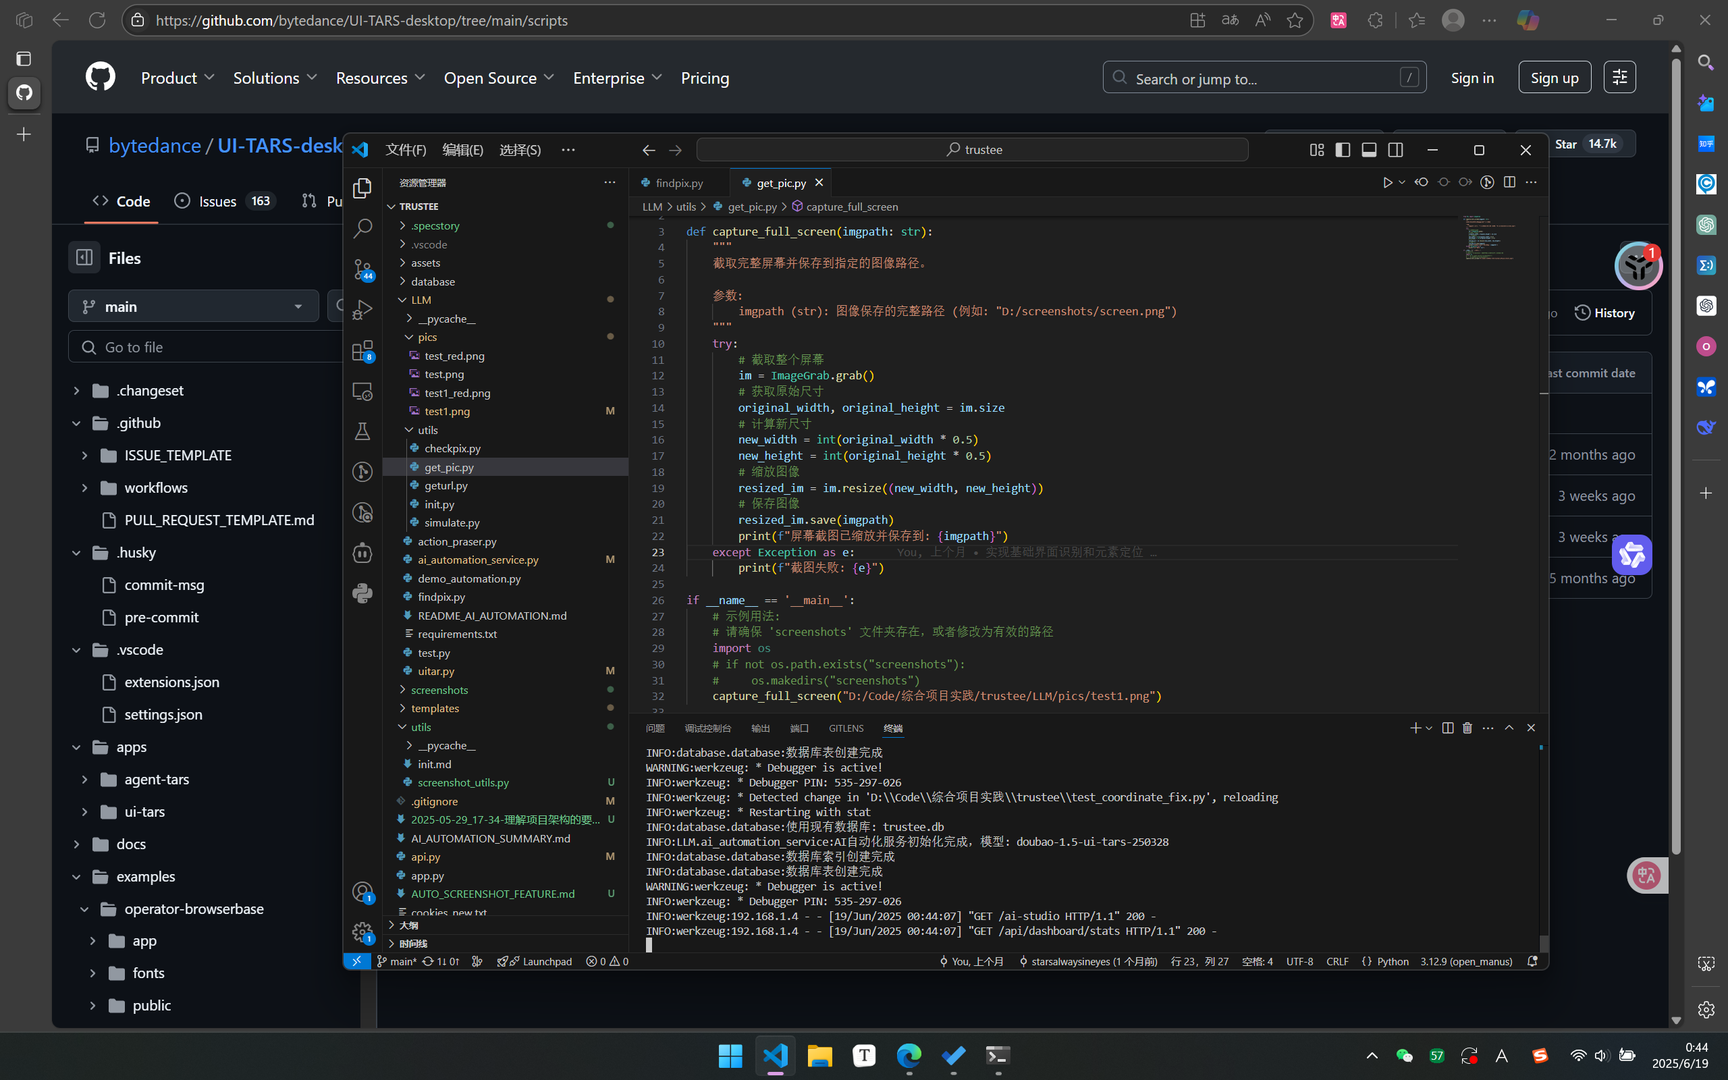 https://github.com/bytedance/UI-TARS-desktop/tree/main/scripts
Product
Solutions
Resources
Open Source
Enterprise
Pricing
Search or jump to...
/
Sign in
Sign up
bytedance / UI-TARS-desk
Star 14.7k
Code
Issues 163
Pu
Files
main
Go to file
.changeset
.github
ISSUE_TEMPLATE
workflows
PULL_REQUEST_TEMPLATE.md
.husky
commit-msg
pre-commit
.vscode
extensions.json
settings.json
apps
agent-tars
ui-tars
docs
examples
operator-browserbase
app
fonts
public
History
ast commit date
2 months ago
3 weeks ago
3 weeks
5 months ago
1
文件(F)
编辑(E)
选择(S)
trustee
资源管理器
TRUSTEE
.specstory
.vscode
assets
database
LLM
__pycache__
pics
test_red.png
test.png
test1_red.png
test1.png M
utils
checkpix.py
get_pic.py
geturl.py
init.py
simulate.py
action_praser.py
ai_automation_service.py M
demo_automation.py
findpix.py
README_AI_AUTOMATION.md
requirements.txt
test.py
uitar.py M
screenshots
templates
utils
__pycache__
init.md
screenshot_utils.py U
.gitignore M
2025-05-29_17-34-理解项目架构的要... U
AI_AUTOMATION_SUMMARY.md
api.py M
app.py
AUTO_SCREENSHOT_FEATURE.md U
cookies_new.txt
大纲
时间线
44
8
1
1
findpix.py
get_pic.py
LLM > utils > get_pic.py > capture_full_screen
3 def capture_full_screen(imgpath: str):
4 """
5 截取完整屏幕并保存到指定的图像路径。
6
7 参数:
8 imgpath (str): 图像保存的完整路径 (例如: "D:/screenshots/screen.png")
9 """
10 try:
11 # 截取整个屏幕
12 im = ImageGrab.grab()
13 # 获取原始尺寸
14 original_width, original_height = im.size
15 # 计算新尺寸
16 new_width = int(original_width * 0.5)
17 new_height = int(original_height * 0.5)
18 # 缩放图像
19 resized_im = im.resize((new_width, new_height))
20 # 保存图像
21 resized_im.save(imgpath)
22 print(f"屏幕截图已缩放并保存到: {imgpath}")
23 except Exception as e: You, 上个月 • 实现基础界面识别和元素定位 …
24 print(f"截图失败: {e}")
25
26 if __name__ == '__main__':
27 # 示例用法:
28 # 请确保 'screenshots' 文件夹存在，或者修改为有效的路径
29 import os
30 # if not os.path.exists("screenshots"):
31 # os.makedirs("screenshots")
32 capture_full_screen("D:/Code/综合项目实践/trustee/LLM/pics/test1.png")
33
问题
调试控制台
输出
端口
GITLENS
终端
INFO:database.database:数据库表创建完成
WARNING:werkzeug: * Debugger is active!
INFO:werkzeug: * Debugger PIN: 535-297-026
INFO:werkzeug: * Detected change in 'D:\\Code\\综合项目实践\\trustee\\test_coordinate_fix.py', reloading
INFO:werkzeug: * Restarting with stat
INFO:database.database:使用现有数据库: trustee.db
INFO:LLM.ai_automation_service:AI自动化服务初始化完成，模型: doubao-1.5-ui-tars-250328
INFO:database.database:数据库索引创建完成
INFO:database.database:数据库表创建完成
WARNING:werkzeug: * Debugger is active!
INFO:werkzeug: * Debugger PIN: 535-297-026
INFO:werkzeug:192.168.1.4 - - [19/Jun/2025 00:44:07] "GET /ai-studio HTTP/1.1" 200 -
INFO:werkzeug:192.168.1.4 - - [19/Jun/2025 00:44:07] "GET /api/dashboard/stats HTTP/1.1" 200 -
main*
1↓ 0↑
Launchpad
0
0
You, 上个月
starsalwaysineyes (1 个月前)
行 23，列 27
空格: 4
UTF-8
CRLF
{ } Python
3.12.9 (open_manus)
57
0:44
2025/6/19